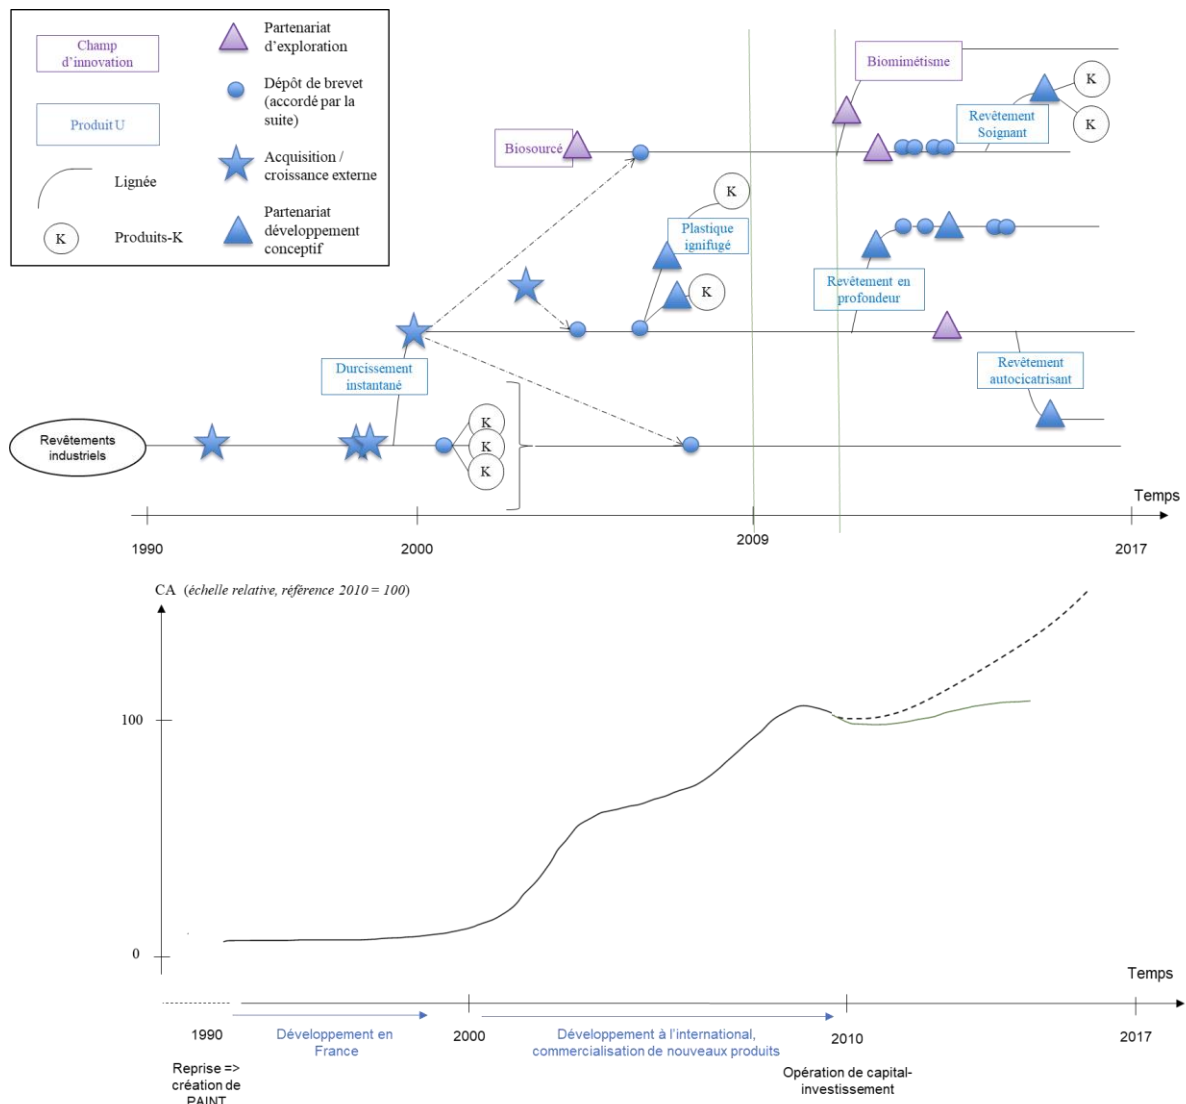 Champ
d'innovation
Partenariat
d'exploration
Produit U
Dépôt de brevet
(accordé par la
suite)
Lignée
Acquisition /
croissance externe
K
Produits-K
Partenariat
développement
conceptif
Biomimétisme
K
K
Revêtement
Soignant
Biosourcé
K
Plastique
ignifugé
K
Revêtement en
profondeur
Durcissement
instantané
Revêtement
autocicatrisant
Revêtements
industriels
K
K
K
Temps
1990
2000
2009
2017
CA (échelle relative, référence 2010 = 100)
100
0
Temps
1990
2000
2010
2017
Développement en
France
Développement à l'international,
commercialisation de nouveaux produits
Reprise =>
création de
PAINT
Opération de capital-
investissement